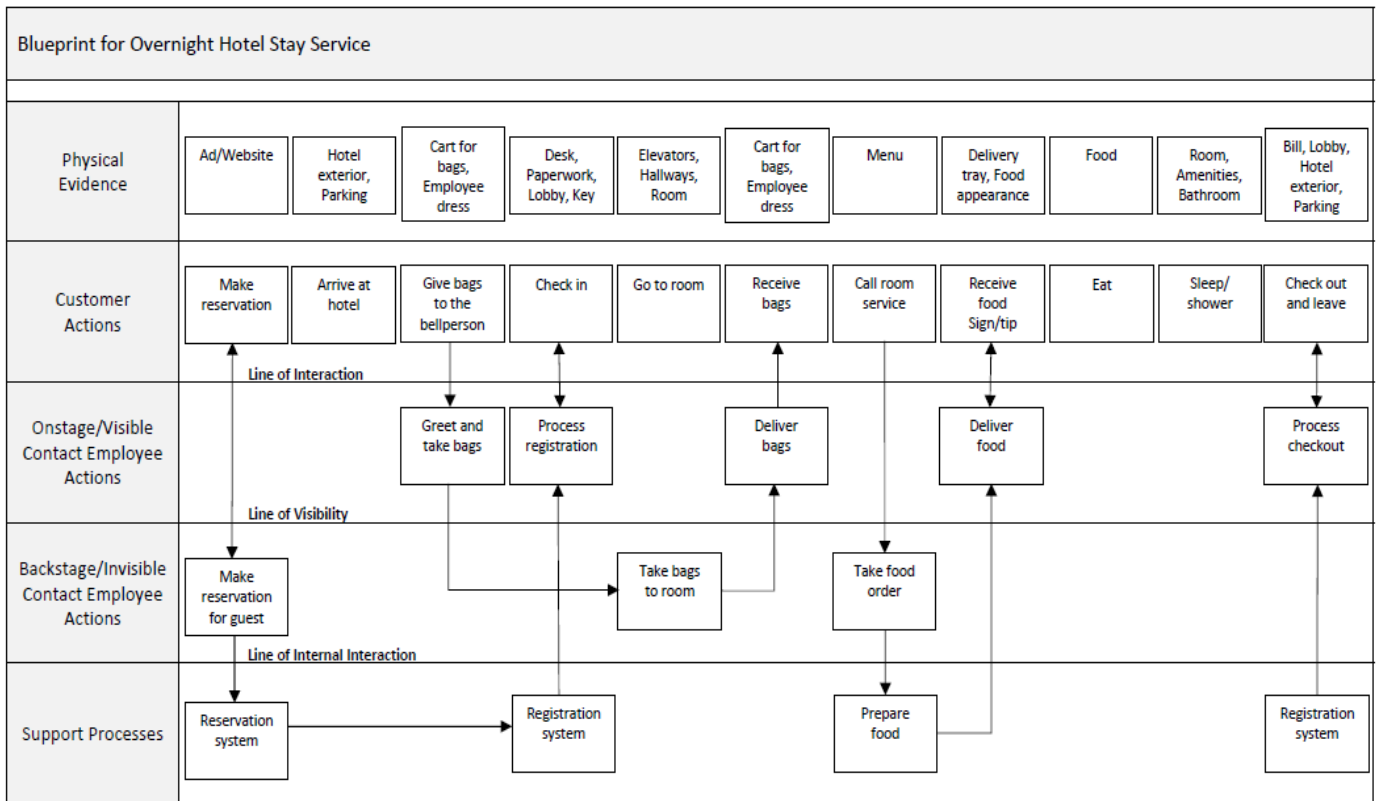 Blueprint for Overnight Hotel Stay Service
Physical
Evidence
Ad/Website
Hotel
exterior,
Parking
Cart for
bags,
Employee
dress
Desk,
Paperwork,
Lobby, Key
Elevators,
Hallways,
Room
Cart for
bags,
Employee
dress
Menu
Delivery
tray, Food
appearance
Food
Room,
Amenities,
Bathroom
Bill, Lobby,
Hotel
exterior,
Parking
Customer
Actions
Make
reservation
Arrive at
hotel
Give bags
to the
bellperson
Check in
Go to room
Receive
bags
Call room
service
Receive
food
Sign/tip
Eat
Sleep/
shower
Check out
and leave
Line of Interaction
Onstage/Visible
Contact Employee
Actions
Greet and
take bags
Process
registration
Deliver
bags
Deliver
food
Process
checkout
Line of Visibility
Backstage/Invisible
Contact Employee
Actions
Make
reservation
for guest
Take bags
to room
Take food
order
Line of Internal Interaction
Support Processes
Reservation
system
Registration
system
Prepare
food
Registration
system